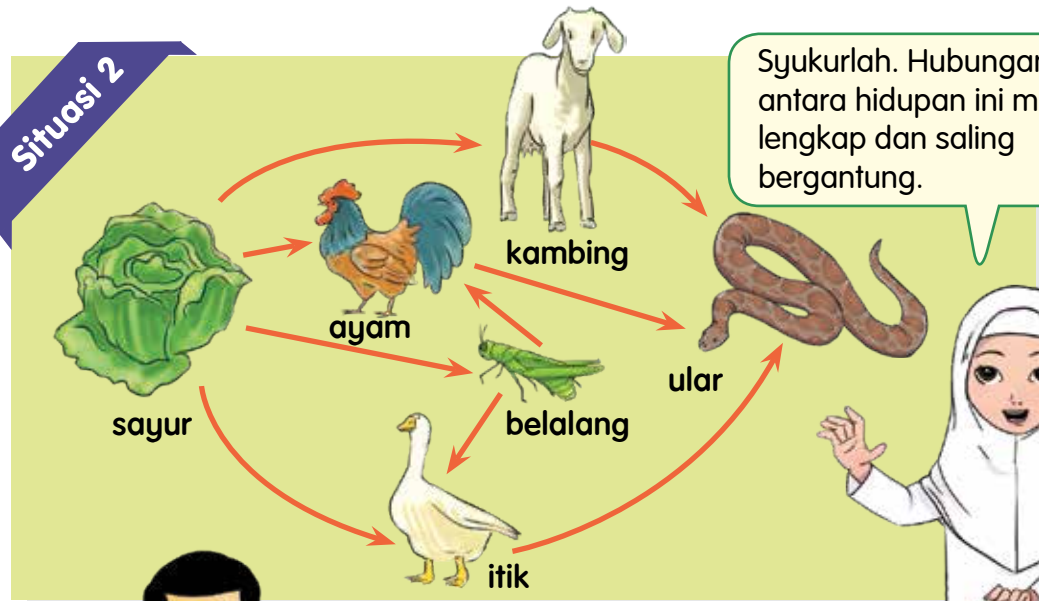 Situasi 2
Syukurlah. Hubungan
antara hidupan ini
lengkap dan saling
bergantung.
kambing
ayam
ular
sayur
belalang
itik